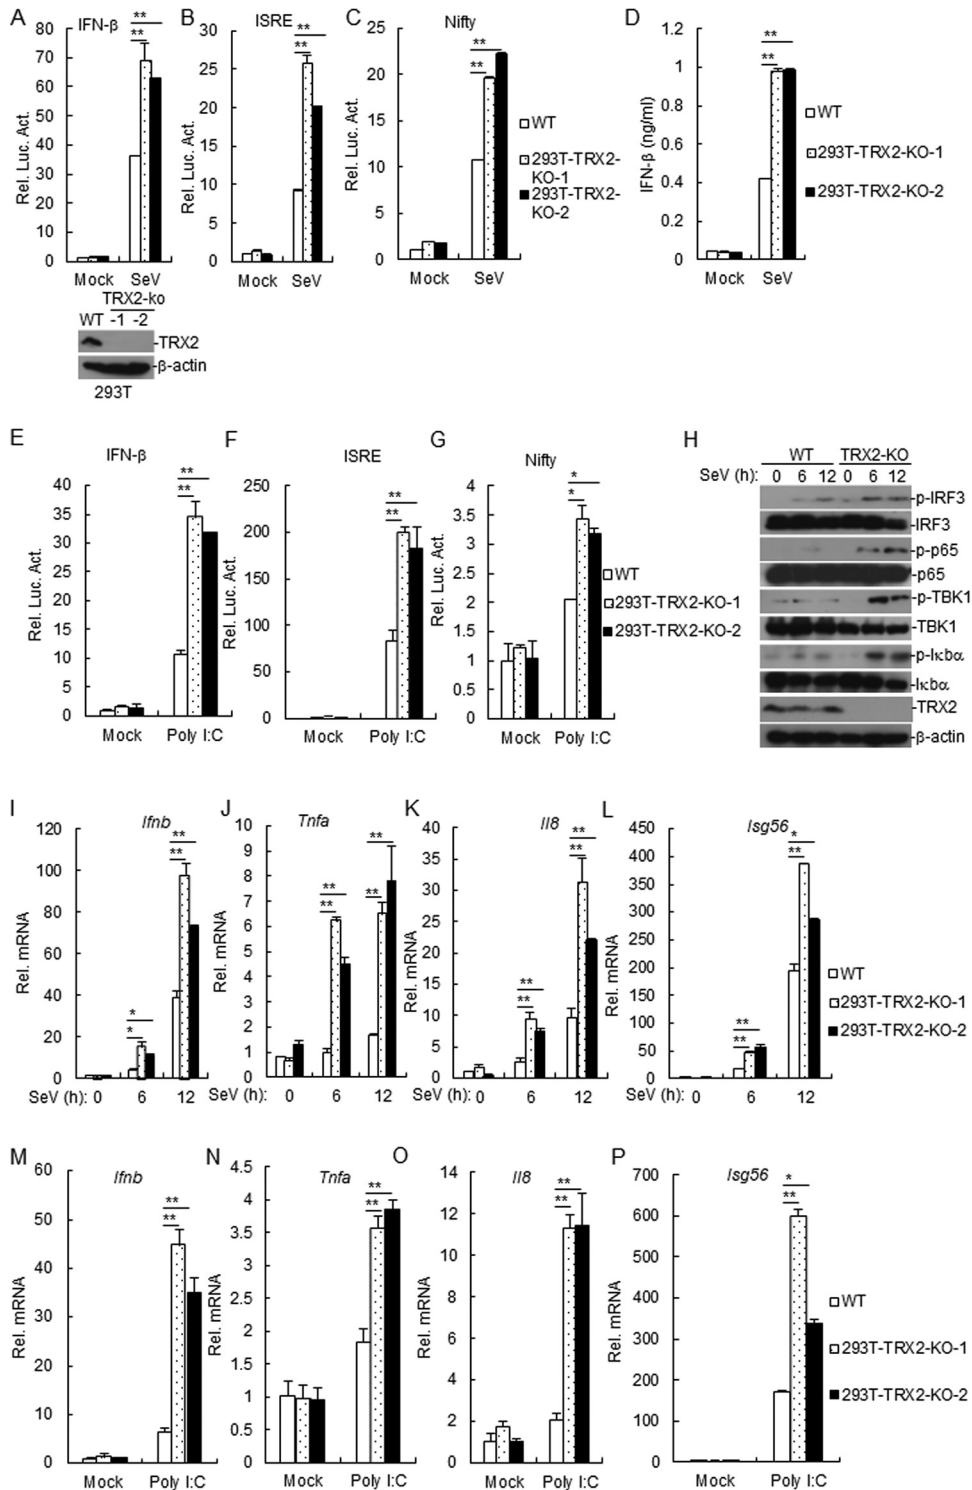 A
IFN-β
**
**
80
70
60
50
40
30
20
10
0
Rel. Luc. Act.
Mock
SeV
TRX2-ko
WT -1 -2
-TRX2
-β-actin
293T
B
ISRE
**
**
30
25
20
15
10
5
0
Rel. Luc. Act.
Mock
SeV
C
Nifty
**
**
25
20
15
10
5
0
Rel. Luc. Act.
Mock
SeV
WT
293T-TRX2-
KO-1
293T-TRX2-
KO-2
D
**
**
1.2
1
0.8
0.6
0.4
0.2
0
IFN-β (ng/ml)
Mock
SeV
WT
293T-TRX2-KO-1
293T-TRX2-KO-2
E
IFN-β
**
**
40
35
30
25
20
15
10
5
0
Rel. Luc. Act.
Mock
Poly I:C
F
ISRE
**
**
250
200
150
100
50
0
Rel. Luc. Act.
Mock
Poly I:C
G
Nifty
*
*
4
3.5
3
2.5
2
1.5
1
0.5
0
Rel. Luc. Act.
Mock
Poly I:C
WT
293T-TRX2-KO-1
293T-TRX2-KO-2
H
WT TRX2-KO
SeV (h): 0 6 12 0 6 12
-p-IRF3
-IRF3
-p-p65
-p65
-p-TBK1
-TBK1
-p-Iκbα
-Iκbα
-TRX2
-β-actin
I
Ifnb
**
**
*
*
120
100
80
60
40
20
0
Rel. mRNA
SeV (h): 0 6 12
J
Tnfa
**
**
**
**
10
9
8
7
6
5
4
3
2
1
0
Rel. mRNA
0 6 12
K
Il8
**
**
**
**
40
35
30
25
20
15
10
5
0
Rel. mRNA
SeV (h): 0 6 12
L
Isg56
*
**
**
**
450
400
350
300
250
200
150
100
50
0
Rel. mRNA
SeV (h): 0 6 12
WT
293T-TRX2-KO-1
293T-TRX2-KO-2
M
Ifnb
**
**
60
50
40
30
20
10
0
Rel. mRNA
Mock
Poly I:C
N
Tnfa
**
**
4.5
4
3.5
3
2.5
2
1.5
1
0.5
0
Rel. mRNA
Mock
Poly I:C
O
Il8
**
**
14
12
10
8
6
4
2
0
Rel. mRNA
Mock
Poly I:C
P
Isg56
*
**
700
600
500
400
300
200
100
0
Rel. mRNA
Mock
Poly I:C
WT
293T-TRX2-KO-1
293T-TRX2-KO-2